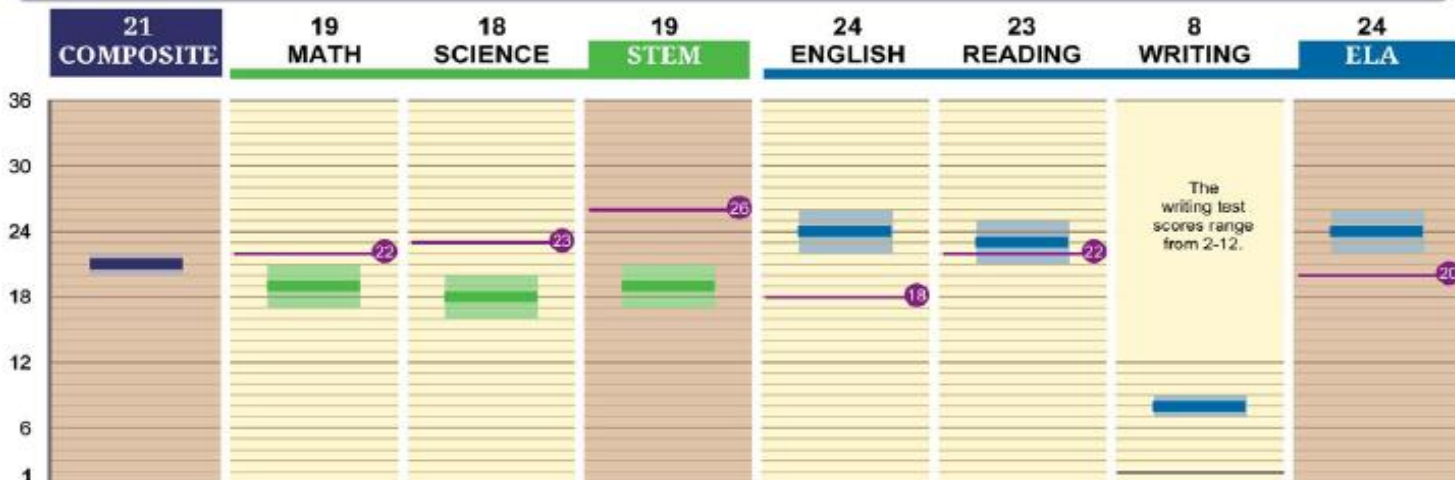 21
COMPOSITE
19
MATH
18
SCIENCE
19
STEM
24
ENGLISH
23
READING
8
WRITING
24
ELA
36
30
24
18
12
6
1
22
23
26
18
22
The
writing test
scores range
from 2-12.
20